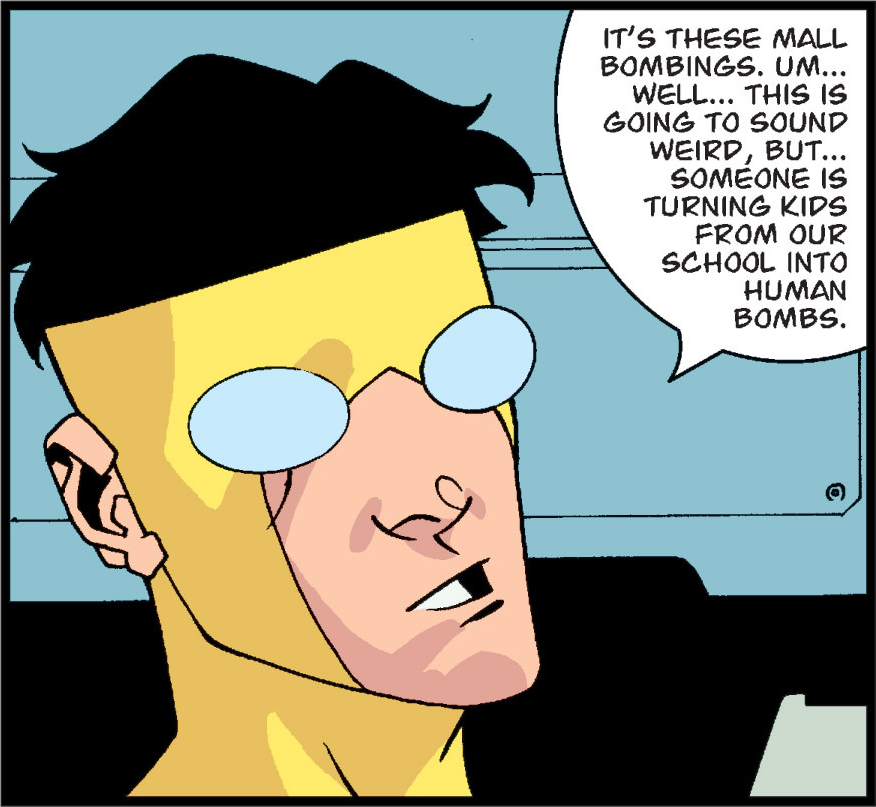 IT'S THESE MALL
BOMBINGS. UM...
WELL... THIS IS
GOING TO SOUND
WEIRD, BUT...
SOMEONE IS
TURNING KIDS
FROM OUR
SCHOOL INTO
HUMAN
BOMBS.